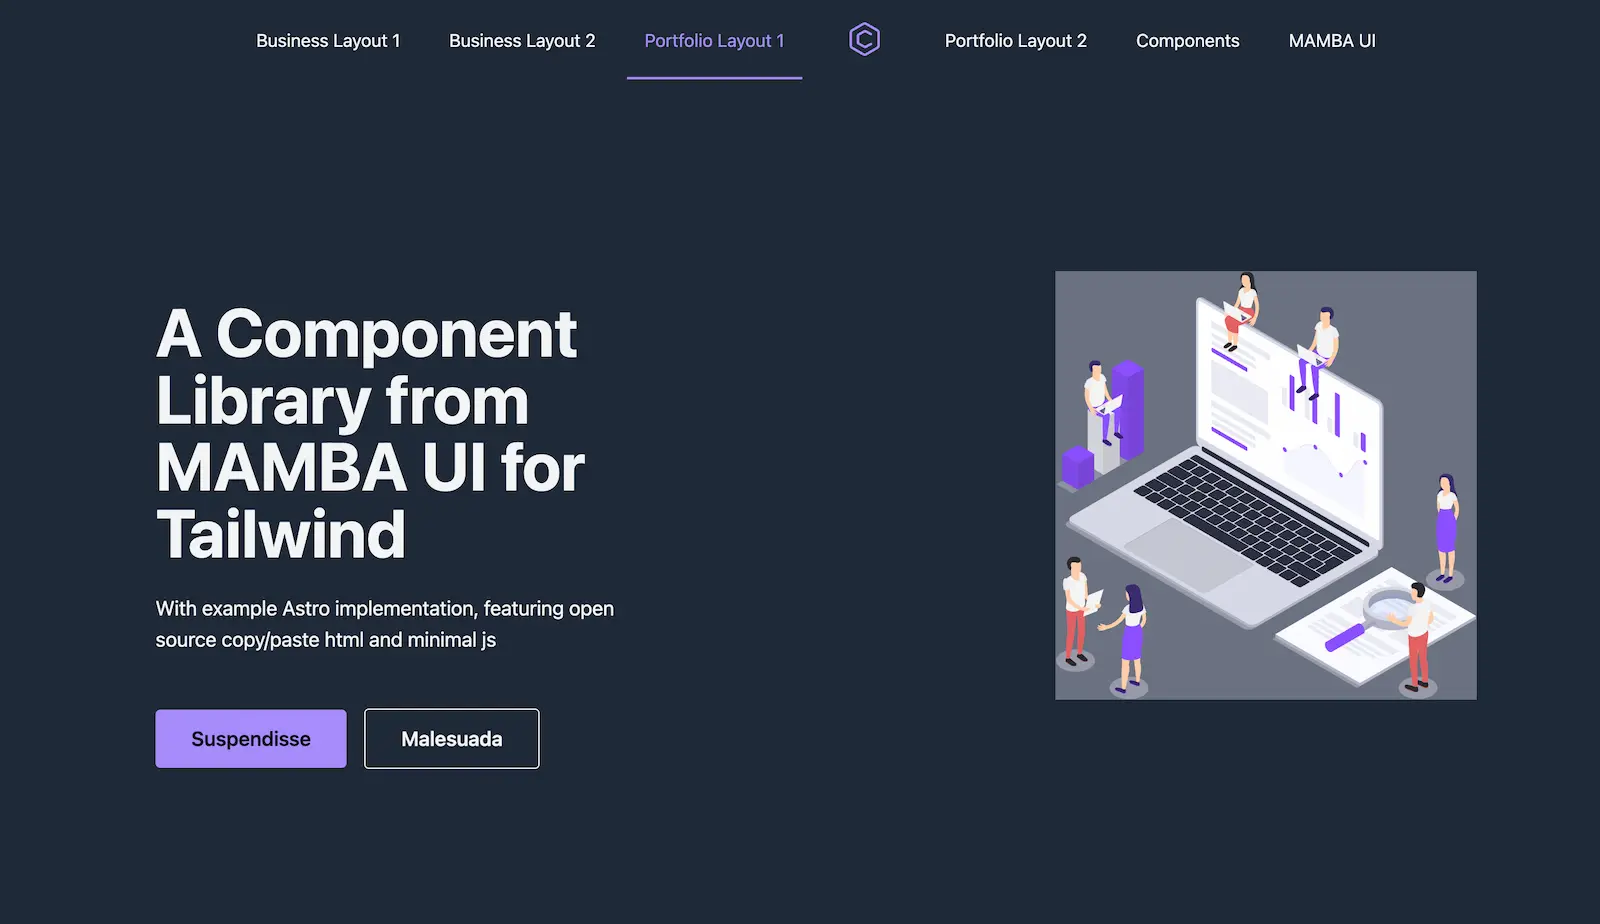 Business Layout 1
Business Layout 2
Portfolio Layout 1
Portfolio Layout 2
Components
MAMBA UI
A Component
Library from
MAMBA UI for
Tailwind
With example Astro implementation, featuring open
source copy/paste html and minimal js
Suspendisse
Malesuada